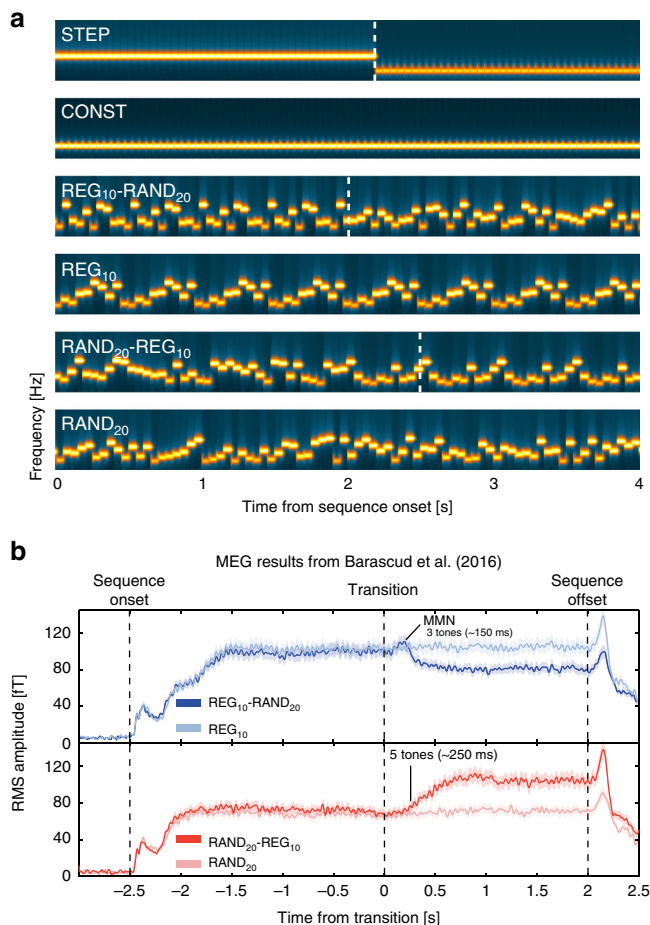 a
STEP
CONST
REG10-RAND20
REG10
RAND20-REG10
RAND20
Frequency [Hz]
0 1 2 3 4
Time from sequence onset [s]
b
MEG results from Barascud et al. (2016)
Sequence onset
Transition
Sequence offset
MMN
3 tones (~150 ms)
120
80
40
0
REG10-RAND20
REG10
5 tones (~250 ms)
120
80
40
0
RAND20-REG10
RAND20
RMS amplitude [fT]
–2.5 –2 –1.5 –1 –0.5 0 0.5 1 1.5 2 2.5
Time from transition [s]